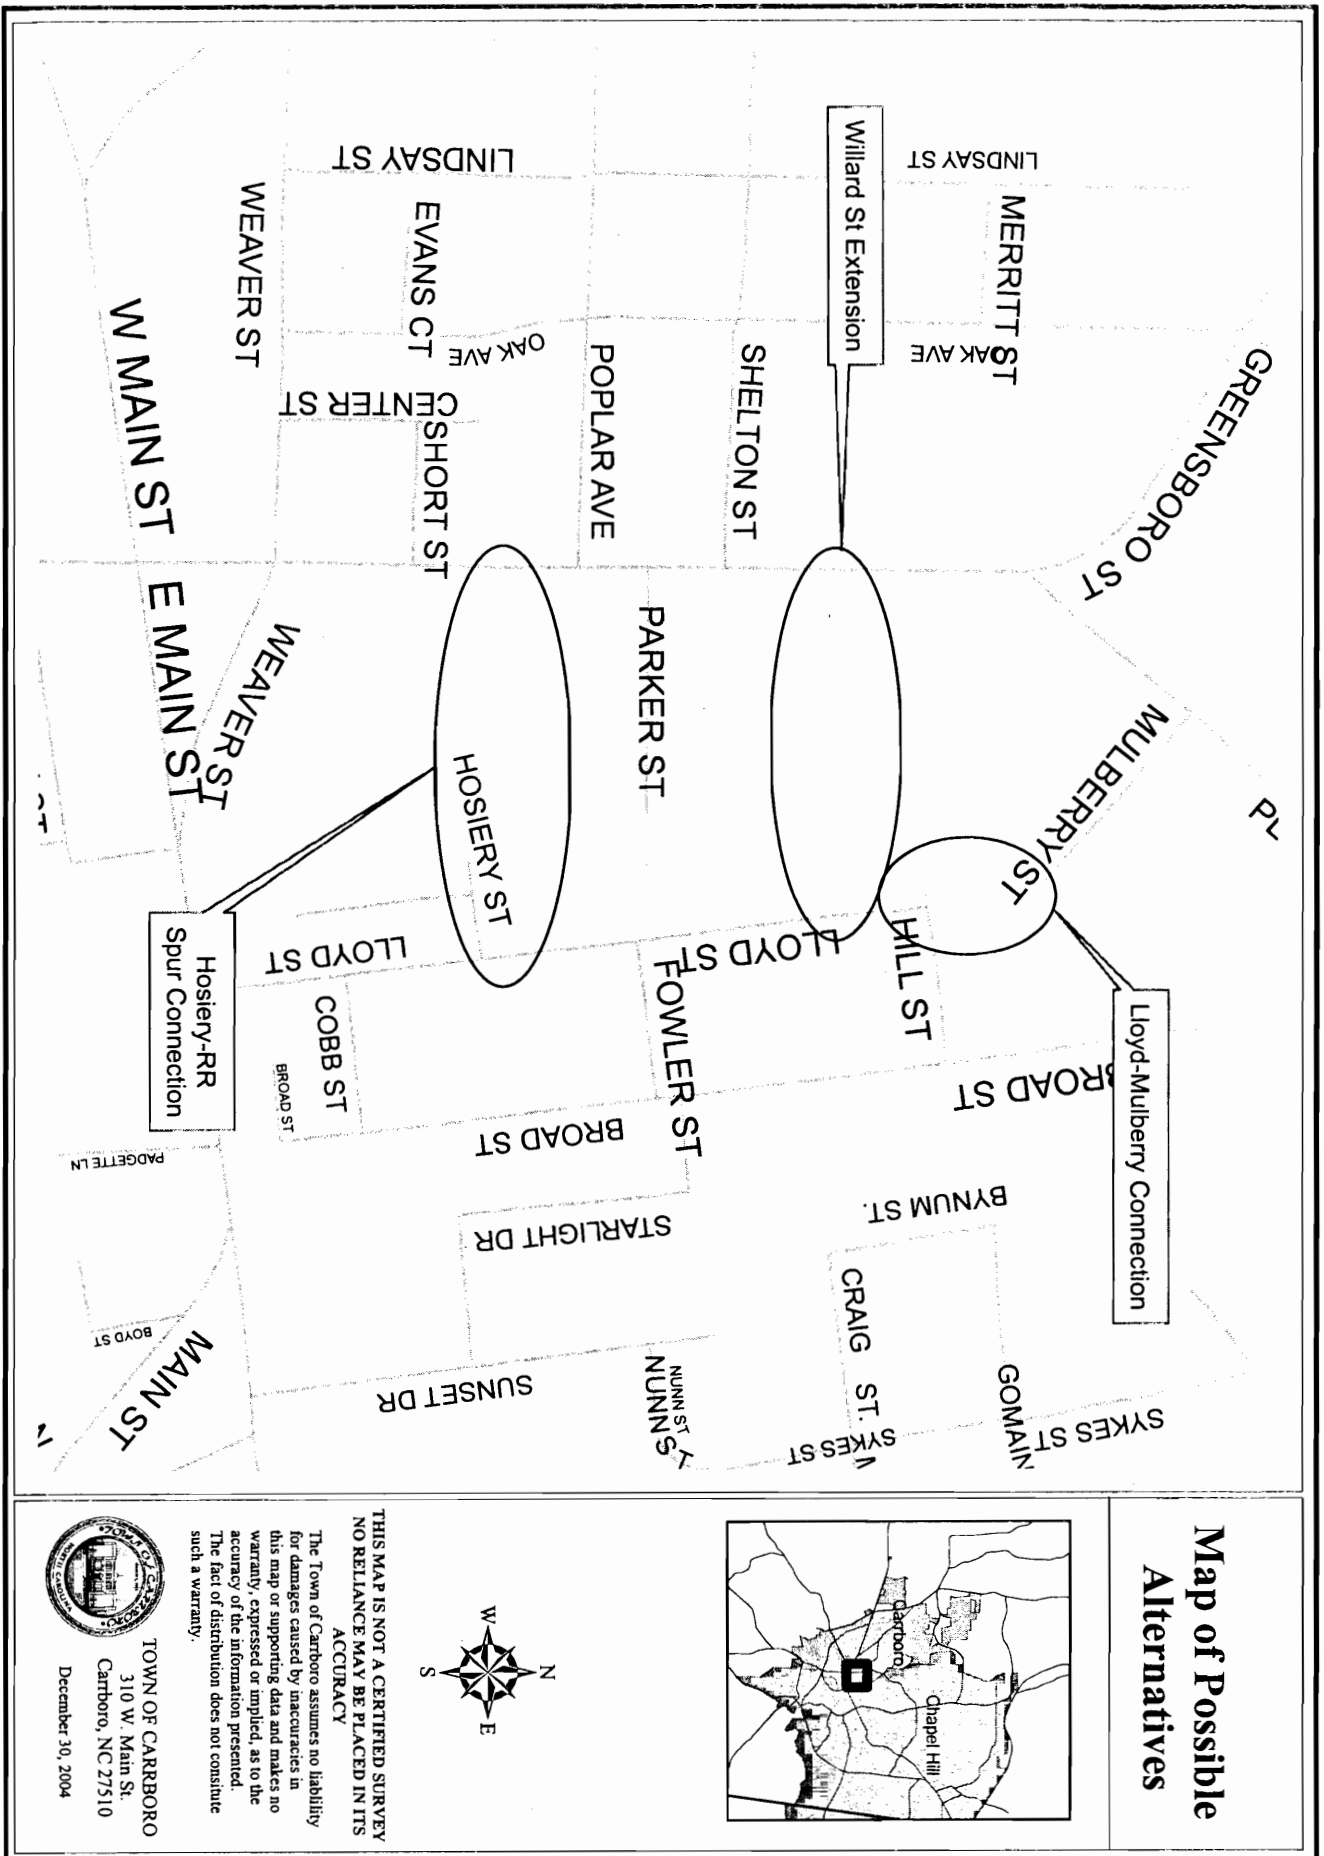 Map of Possible
Alternatives
Carrboro
Chapel Hill
N
W
E
S
THIS MAP IS NOT A CERTIFIED SURVEY
NO RELIANCE MAY BE PLACED IN ITS
ACCURACY
The Town of Carrboro assumes no liablility
for damages caused by inaccuracies in
this map or supporting data and makes no
warranty, expressed or implied, as to the
accuracy of the information presented.
The fact of distribution does not consitute
such a warranty.
TOWN OF CARRBORO
310 W. Main St.
Carrboro, NC 27510
December 30, 2004
TOWN OF CARRBORO
GREENSBORO ST
PL
LINDSAY ST
MERRITT ST
OAK AVE
MULBERRY ST
Lloyd-Mulberry Connection
Willard St Extension
HILL ST
BROAD ST
BYNUM ST.
GOMAIN
SYKES ST
SHELTON ST
LLOYD ST
CRAIG ST.
SYKES ST
POPLAR AVE
PARKER ST
FOWLER ST
NUNN ST
NUNN ST
LINDSAY ST
EVANS CT
OAK AVE
CENTER ST
SHORT ST
HOSIERY ST
BROAD ST
STARLIGHT DR
SUNSET DR
WEAVER ST
WEAVER ST
LLOYD ST
COBB ST
BROAD ST
W MAIN ST
E MAIN ST
Hosiery-RR
Spur Connection
PADGETTE LN
BOYD ST
MAIN ST